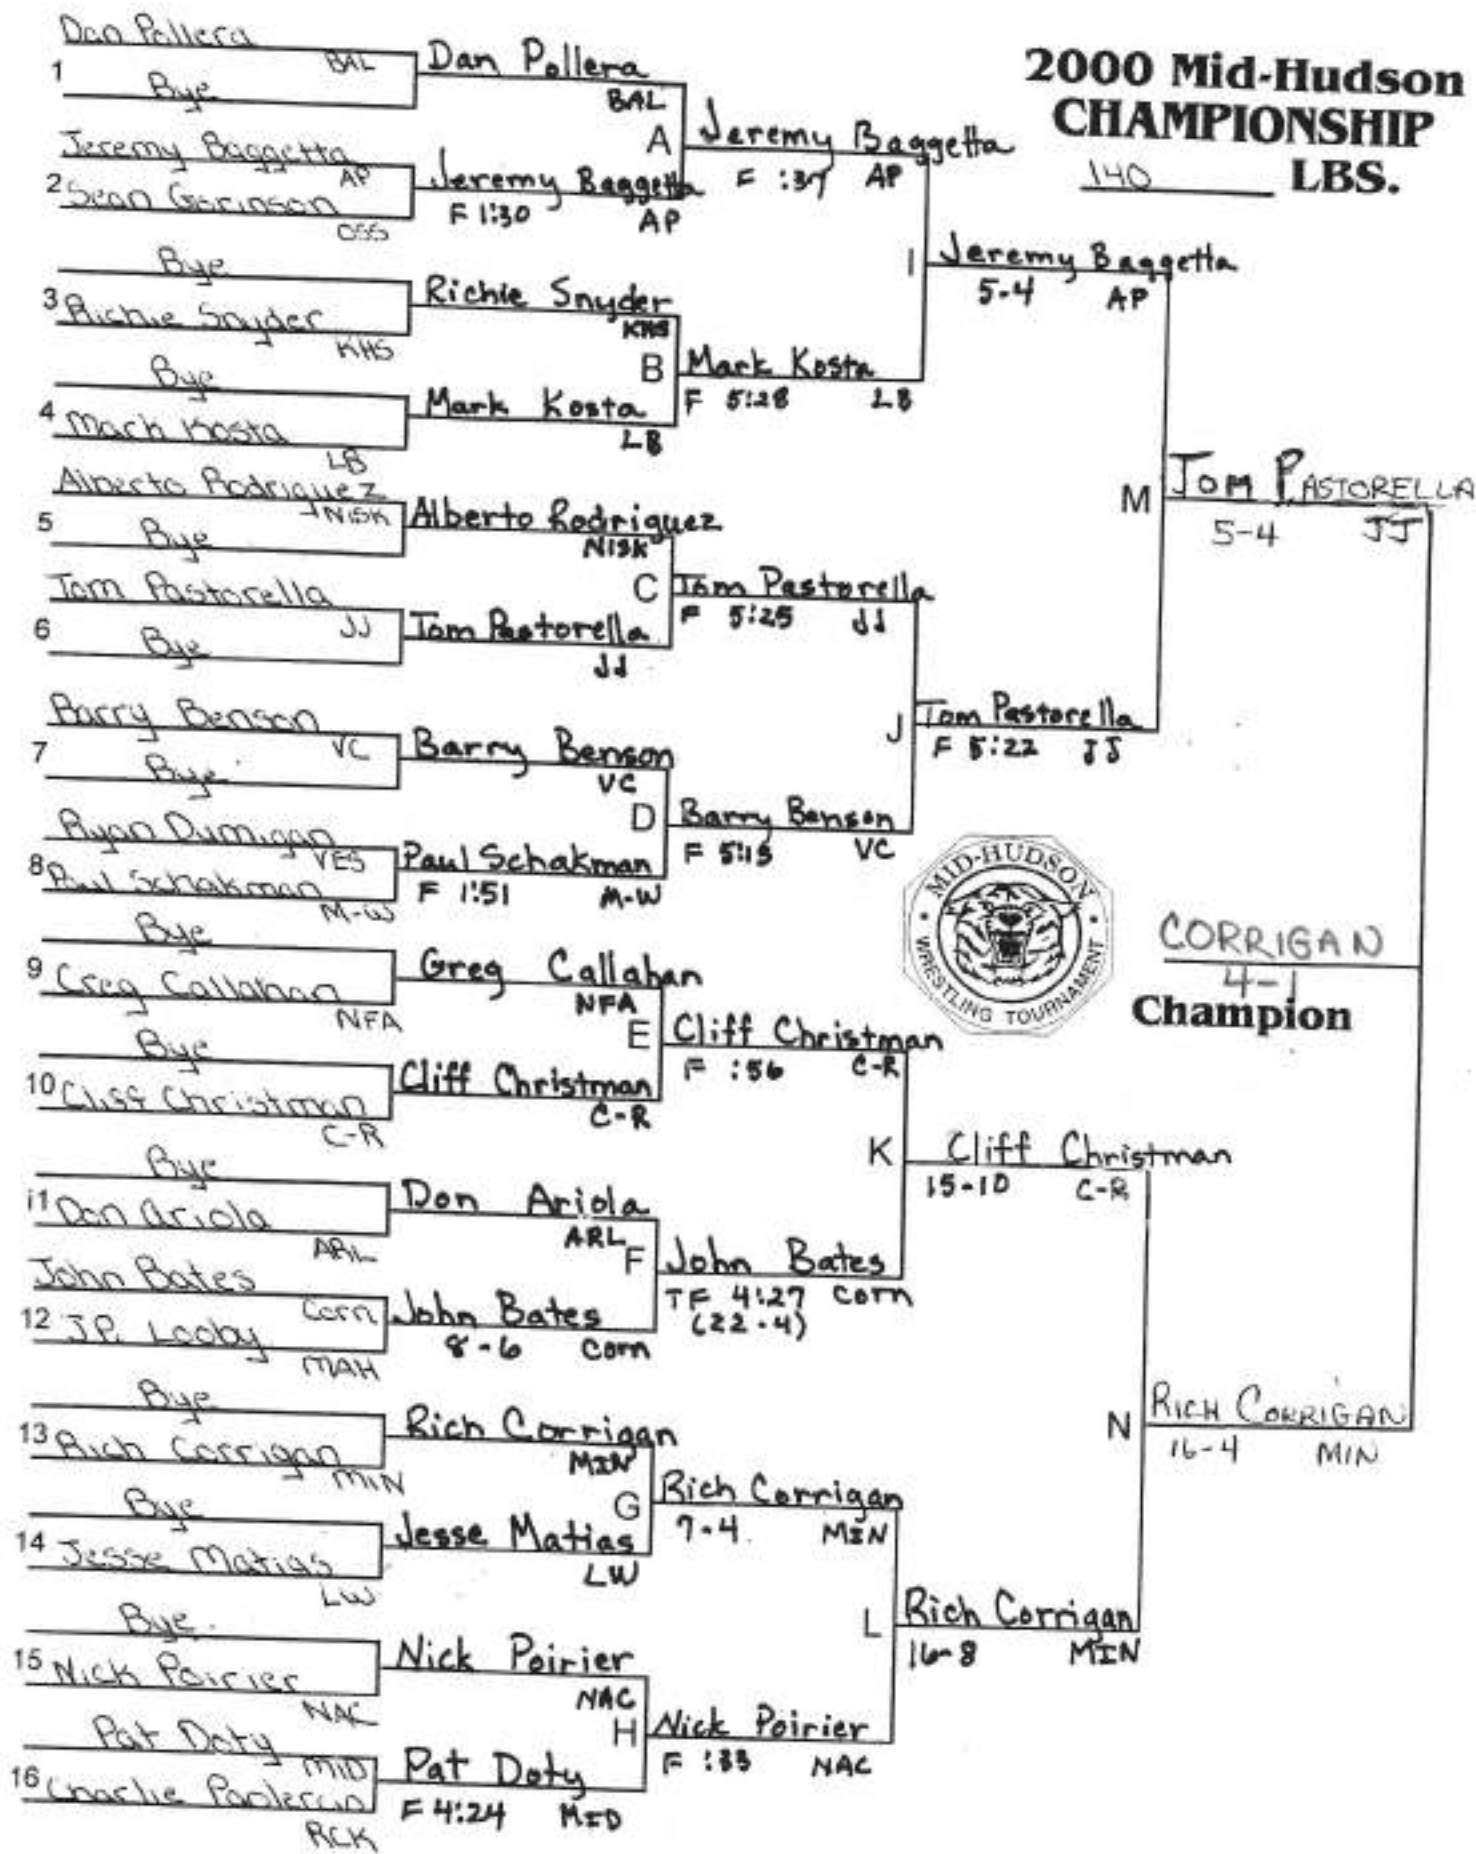 2000 Mid-Hudson
CHAMPIONSHIP
140 LBS.
Dan Pollera
BAL
1
Bye
Dan Pollera
BAL
Jeremy Baggetta
AP
2 Sean
OSS
Jeremy Baggetta
F 1:30 AP
A
Jeremy Baggetta
F :37 AP
Bye
3 Richie Snyder
KHS
Richie Snyder
KHS
Bye
4 Mark Kosta
LB
Mark Kosta
LB
B
Mark Kosta
F 5:28 LB
I
Jeremy Baggetta
5-4 AP
Alberto Rodriguez
NISK
5
Bye
Alberto Rodriguez
NISK
Tom Pastorella
JJ
6
Bye
Tom Pastorella
JJ
C
Tom Pastorella
F 5:25 JJ
Barry Benson
VC
7
Bye
Barry Benson
VC
Ryan Dumigan
VES
8 Paul Schakman
M-W
Paul Schakman
F 1:51 M-W
D
Barry Benson
F 5:15 VC
J
Tom Pastorella
F 5:22 JJ
M
TOM PASTORELLA
5-4 JJ
MID-HUDSON
WRESTLING TOURNAMENT
CORRIGAN
4-1
Champion
Bye
9 Greg Callahan
NFA
Greg Callahan
NFA
Bye
10 Cliff Christman
C-R
Cliff Christman
C-R
E
Cliff Christman
F :56 C-R
Bye
11 Don Ariola
ARL
Don Ariola
ARL
John Bates
Corn
12 J.P. Looby
MAH
John Bates
8-6 Corn
F
John Bates
TF 4:27 Corn
(22-4)
K
Cliff Christman
15-10 C-R
Bye
13 Rich Corrigan
MIN
Rich Corrigan
MIN
Bye
14 Jesse Matias
LW
Jesse Matias
LW
G
Rich Corrigan
7-4 MIN
Bye
15 Nick Poirier
NAC
Nick Poirier
NAC
Pat Doty
MID
16 Charlie
RCK
Pat Doty
F 4:24 MID
H
Nick Poirier
F :33 NAC
L
Rich Corrigan
16-8 MIN
N
RICH CORRIGAN
16-4 MIN